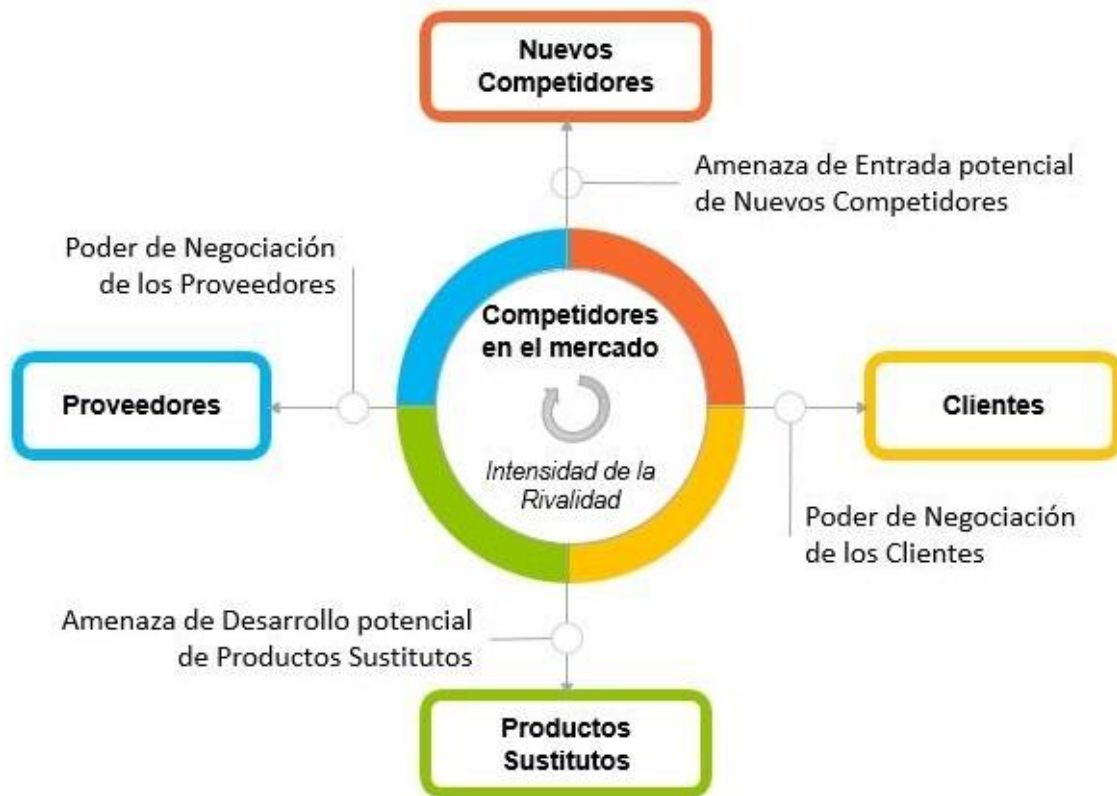 Nuevos
Competidores
Amenaza de Entrada potencial
de Nuevos Competidores
Poder de Negociación
de los Proveedores
Competidores
en el mercado
Proveedores
Clientes
Intensidad de la
Rivalidad
Poder de Negociación
de los Clientes
Amenaza de Desarrollo potencial
de Productos Sustitutos
Productos
Sustitutos